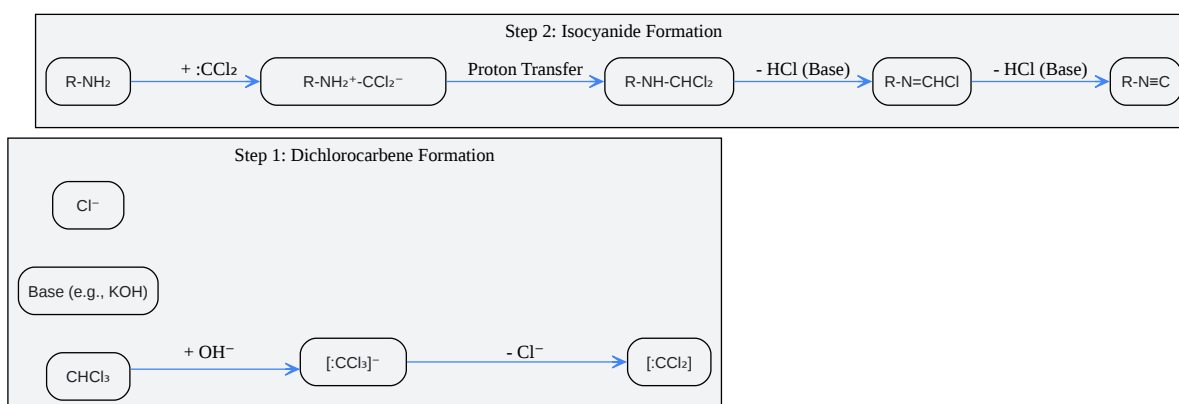 Step 2: Isocyanide Formation
R-NH₂
+ :CCl₂
R-NH₂⁺-CCl₂⁻
Proton Transfer
R-NH-CHCl₂
- HCl (Base)
R-N=CHCl
- HCl (Base)
R-N≡C
Step 1: Dichlorocarbene Formation
Cl⁻
Base (e.g., KOH)
CHCl₃
+ OH⁻
[:CCl₃]⁻
- Cl⁻
[:CCl₂]